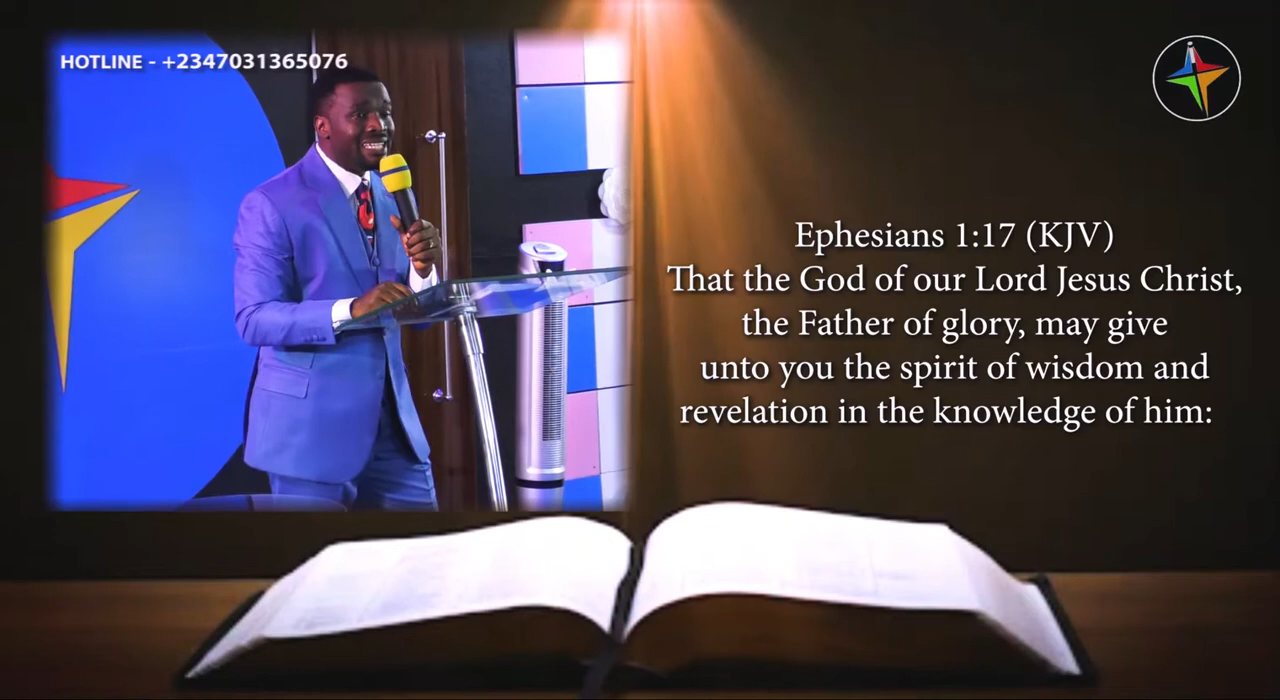 HOTLINE - +2347031365076
Ephesians 1:17 (KJV)
That the God of our Lord Jesus Christ,
the Father of glory, may give
unto you the spirit of wisdom and
revelation in the knowledge of him: